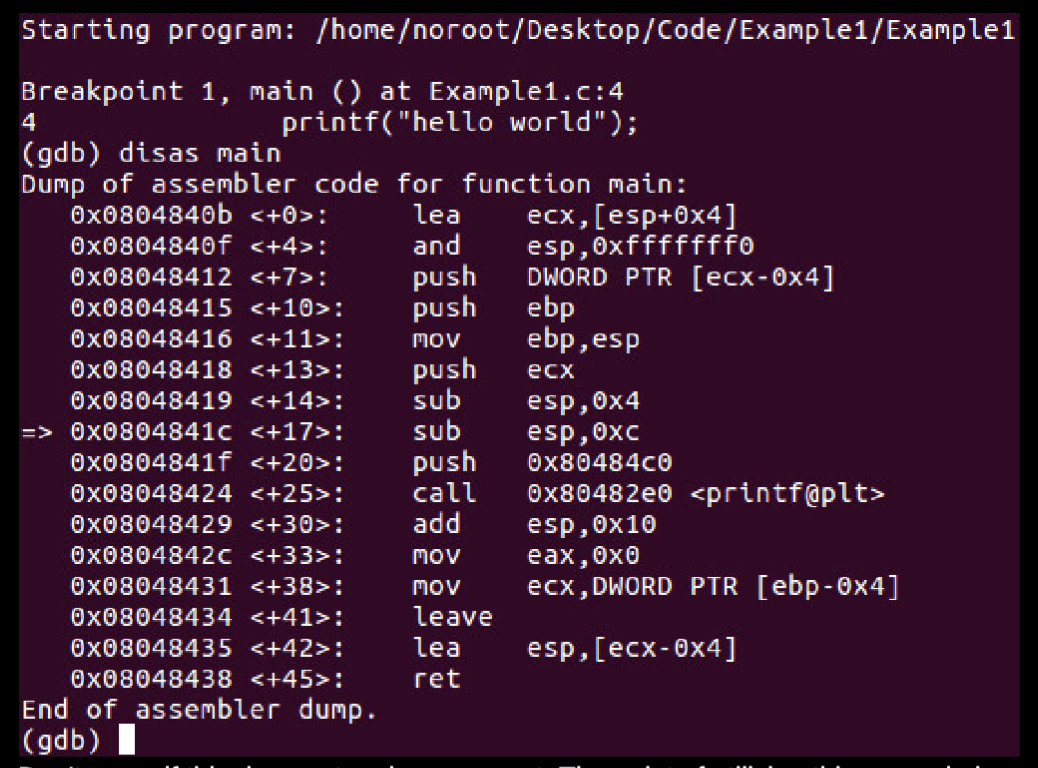 Starting program: /home/noroot/Desktop/Code/Example1/Example1
Breakpoint 1, main () at Example1.c:4
4               printf("hello world");
(gdb) disas main
Dump of assembler code for function main:
   0x0804840b <+0>:     lea    ecx,[esp+0x4]
   0x0804840f <+4>:     and    esp,0xfffffff0
   0x08048412 <+7>:     push   DWORD PTR [ecx-0x4]
   0x08048415 <+10>:    push   ebp
   0x08048416 <+11>:    mov    ebp,esp
   0x08048418 <+13>:    push   ecx
   0x08048419 <+14>:    sub    esp,0x4
=> 0x0804841c <+17>:    sub    esp,0xc
   0x0804841f <+20>:    push   0x80484c0
   0x08048424 <+25>:    call   0x80482e0 <printf@plt>
   0x08048429 <+30>:    add    esp,0x10
   0x0804842c <+33>:    mov    eax,0x0
   0x08048431 <+38>:    mov    ecx,DWORD PTR [ebp-0x4]
   0x08048434 <+41>:    leave
   0x08048435 <+42>:    lea    esp,[ecx-0x4]
   0x08048438 <+45>:    ret
End of assembler dump.
(gdb)